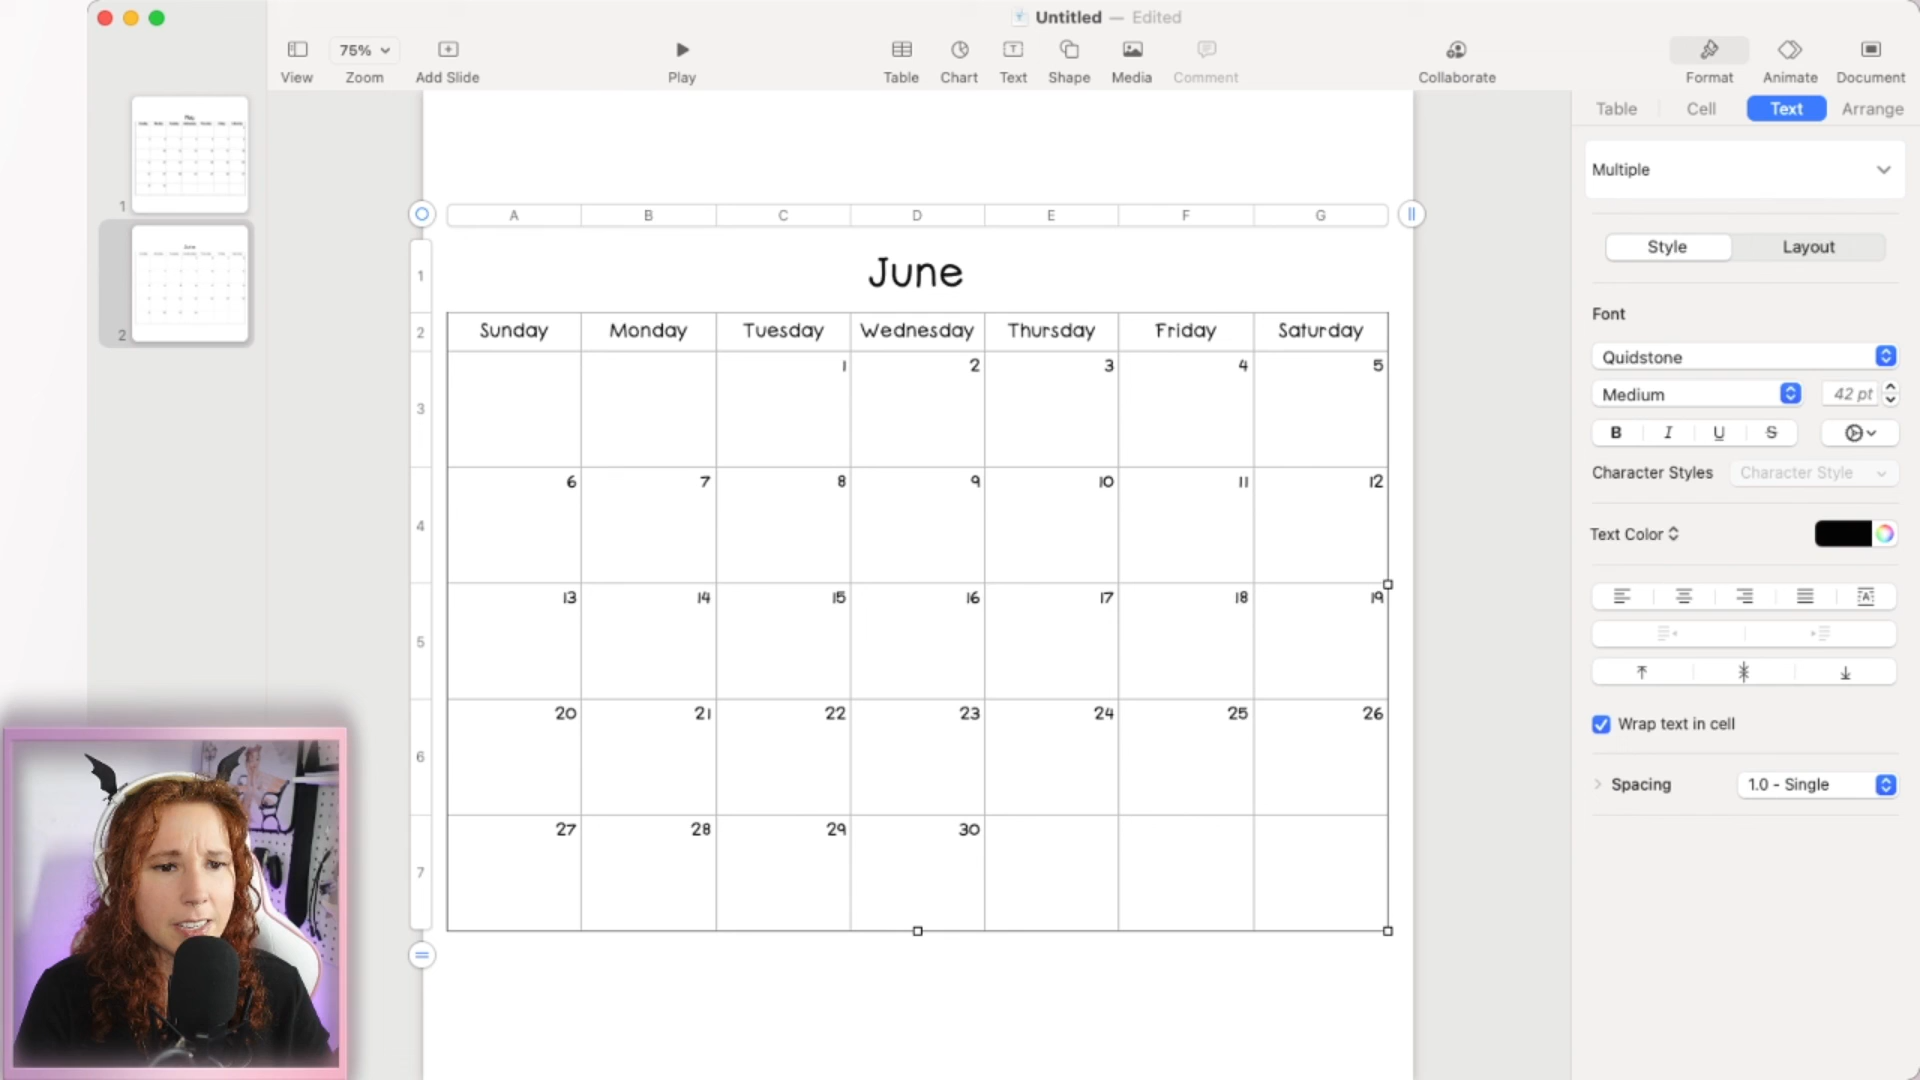 Untitled — Edited
75%
View Zoom Add Slide Play Table Chart Text Shape Media Comment Collaborate Format Animate Document
Table Cell Text Arrange
Multiple
Style Layout
Font
Quidstone
Medium 42 pt
B I U S
Character Styles Character Style
Text Color
Wrap text in cell
Spacing 1.0 - Single
May
1
June
2
A B C D E F G
1 June
2 Sunday Monday Tuesday Wednesday Thursday Friday Saturday
3 1 2 3 4 5
4 6 7 8 9 10 11 12
5 13 14 15 16 17 18 19
6 20 21 22 23 24 25 26
7 27 28 29 30